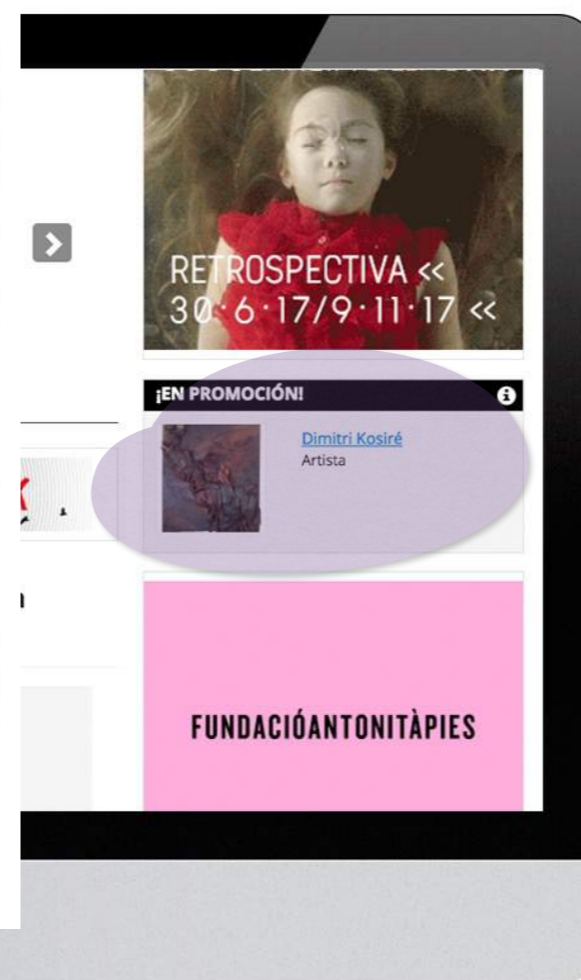 RETROSPECTIVA <<
30·6·17/9·11·17 <<
¡EN PROMOCIÓN!
Dimitri Kosiré
Artista
FUNDACIÓANTONITÀPIES